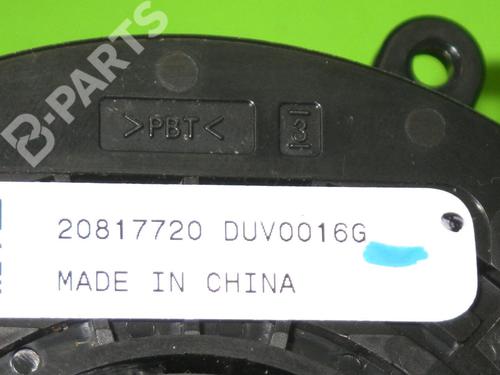 B-PARTS
>PBT<
3
20817720 DUV0016G
MADE IN CHINA